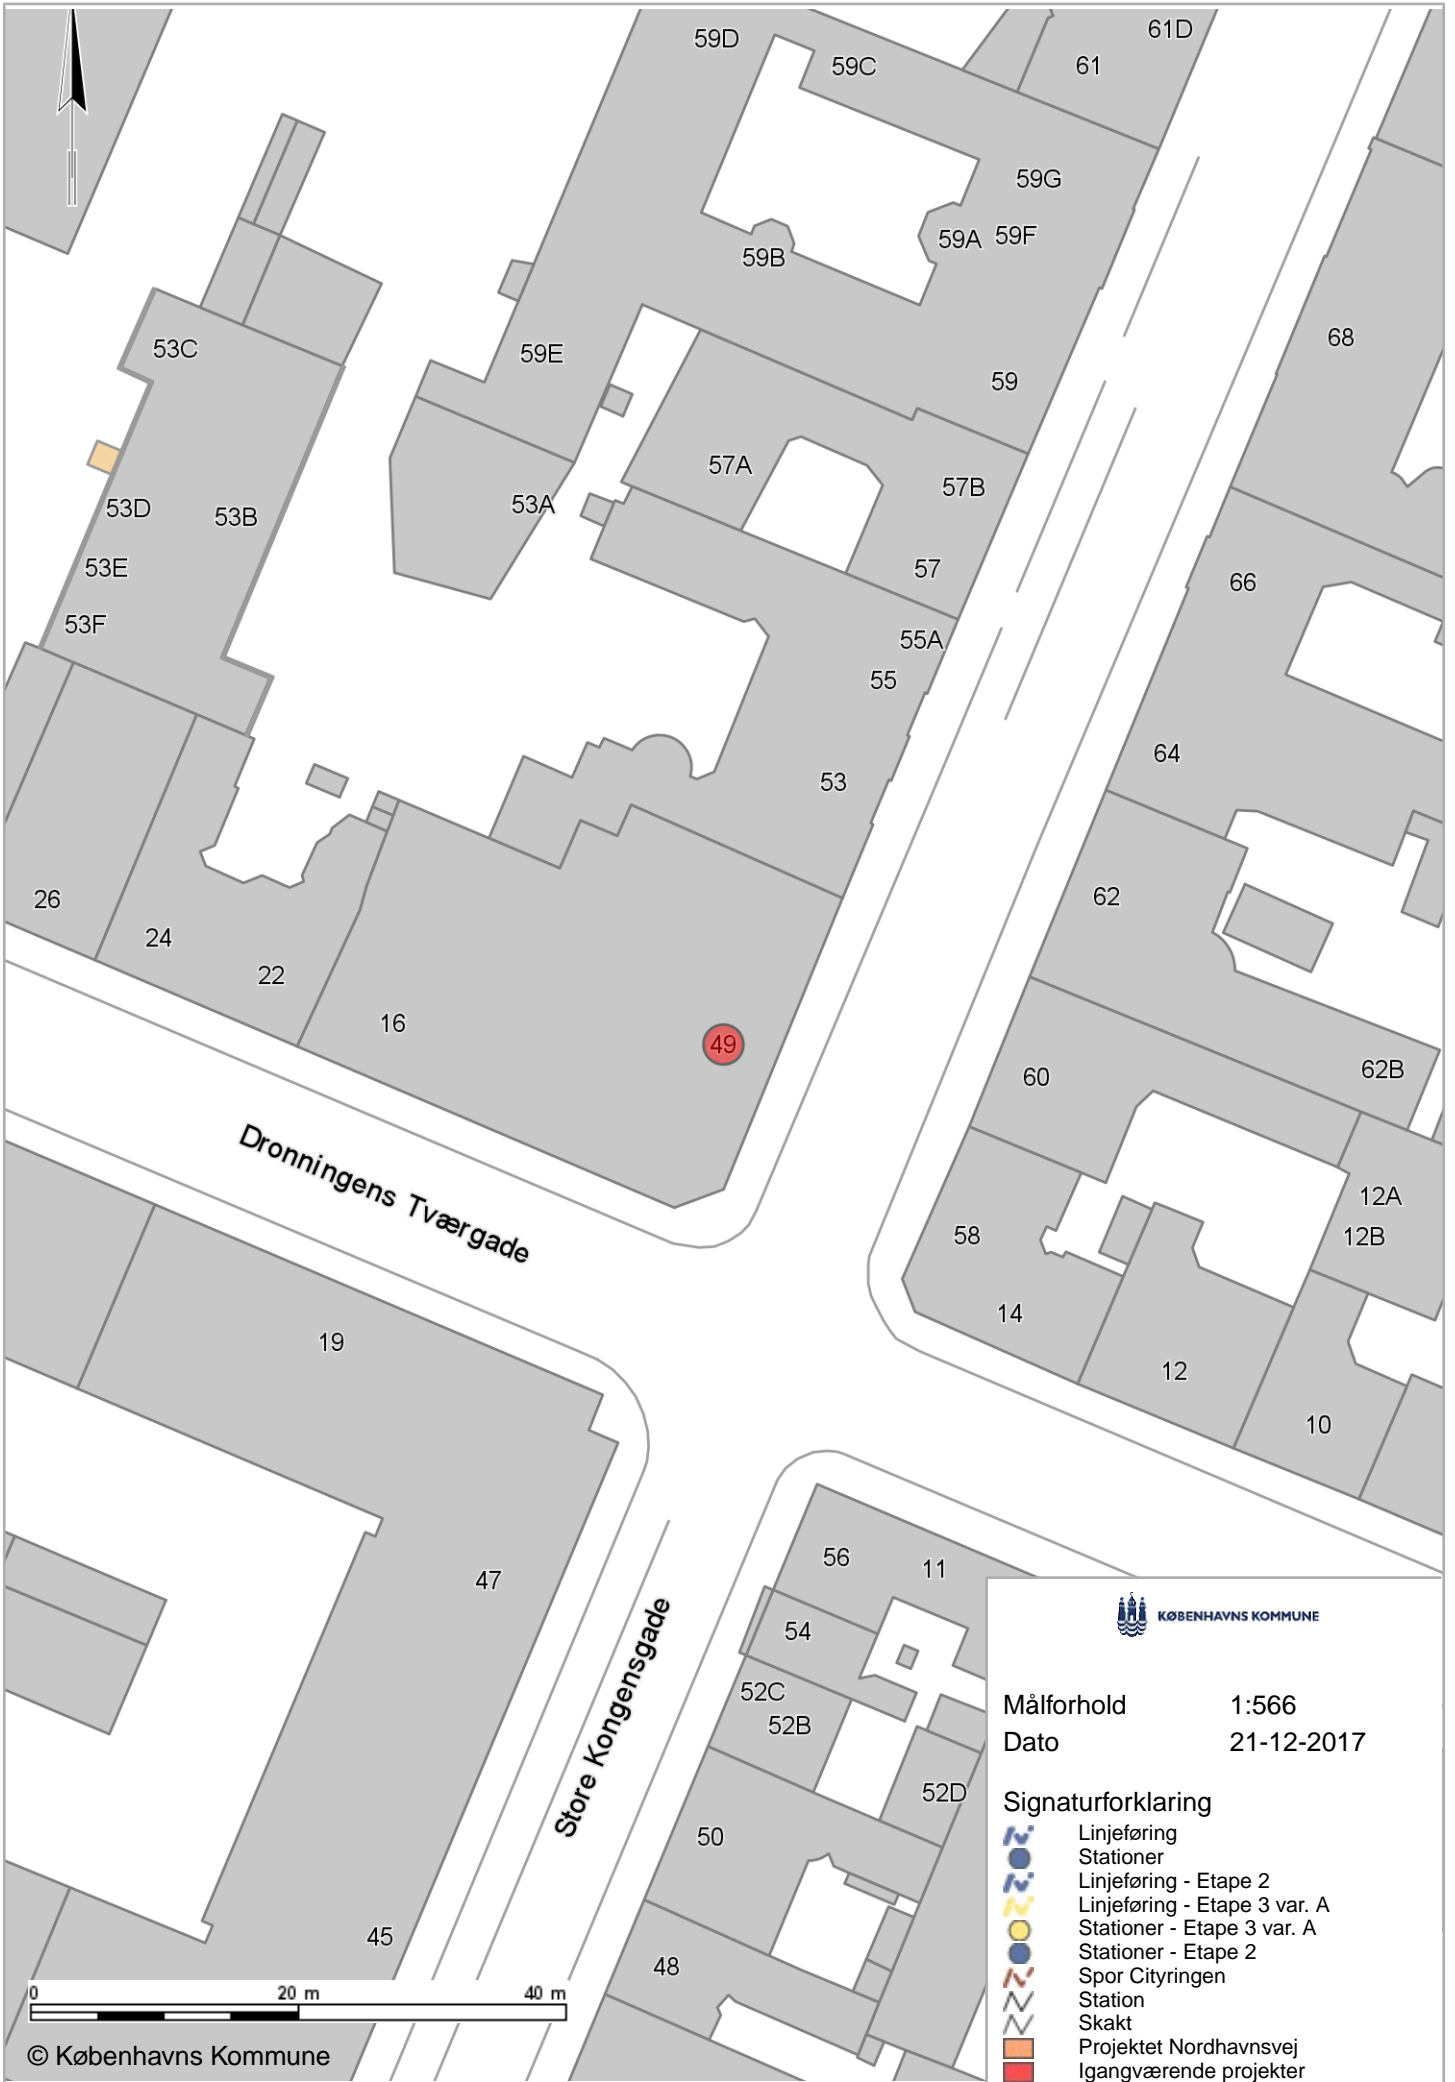 59D
61D
59C
61
59G
59A
59F
59B
68
53C
59E
59
57A
57B
53A
53D
53B
57
53E
66
53F
55A
55
64
53
62
26
24
22
16
49
60
62B
Dronningens Tværgade
12A
58
12B
14
19
12
10
56
11
47
54
Store Kongensgade
52C
52B
52D
50
45
48
0 20 m 40 m
© Københavns Kommune
KØBENHAVNS KOMMUNE
Målforhold 1:566
Dato 21-12-2017
Signaturforklaring
Linjeføring
Stationer
Linjeføring - Etape 2
Linjeføring - Etape 3 var. A
Stationer - Etape 3 var. A
Stationer - Etape 2
Spor Cityringen
Station
Skakt
Projektet Nordhavnsvej
Igangværende projekter